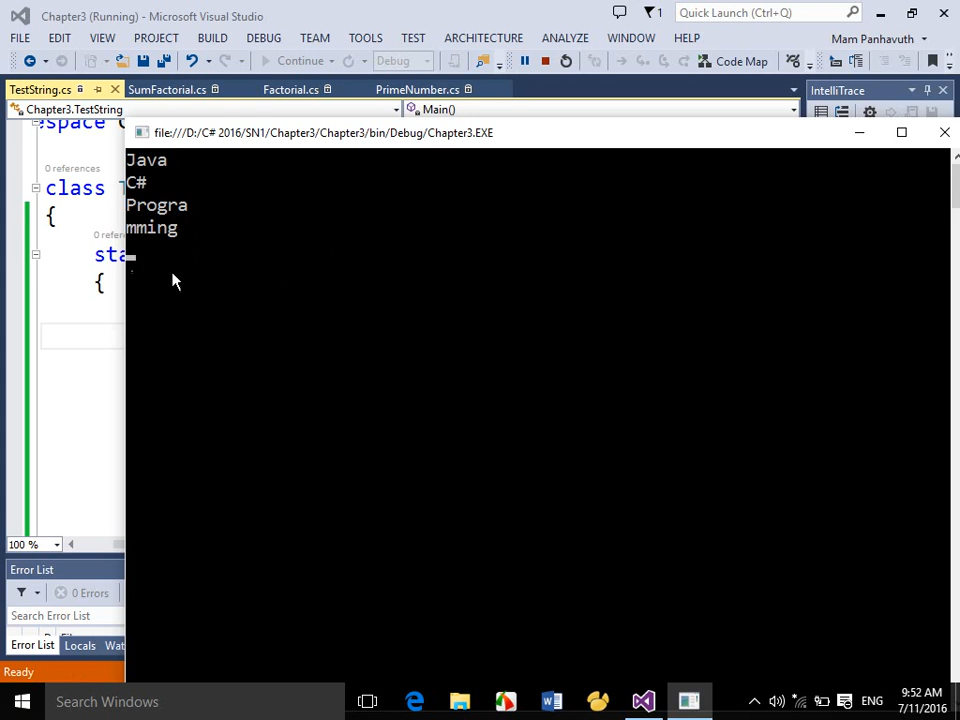 Chapter3 (Running) - Microsoft Visual Studio
1
Quick Launch (Ctrl+Q)
FILE EDIT VIEW PROJECT BUILD DEBUG TEAM TOOLS TEST ARCHITECTURE ANALYZE WINDOW HELP
Mam Panhavuth
Continue
Debug
Code Map
TestString.cs
SumFactorial.cs
Factorial.cs
PrimeNumber.cs
IntelliTrace
Chapter3.TestString
Main()
file:///D:/C# 2016/SN1/Chapter3/Chapter3/bin/Debug/Chapter3.EXE
0 references
class
{
{
Java
C#
Progra
mming
100 %
Error List
0 Errors
Search Error List
Error List
Locals
Ready
Search Windows
ENG
9:52 AM
7/11/2016